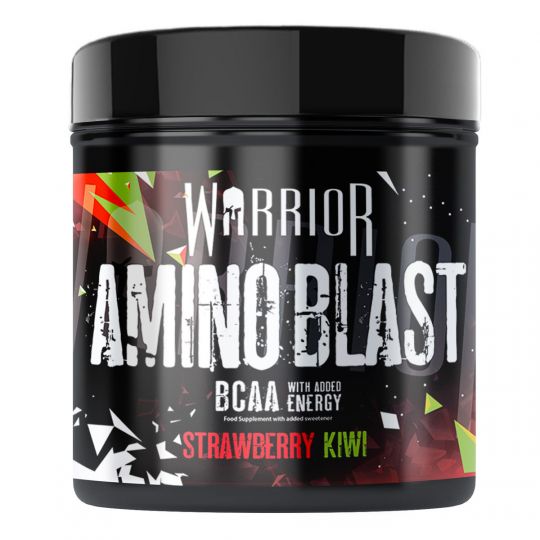 WARRIOR
AMINO BLAST
BCAA WITH ADDED ENERGY
Food Supplement with added sweetener
STRAWBERRY KIWI